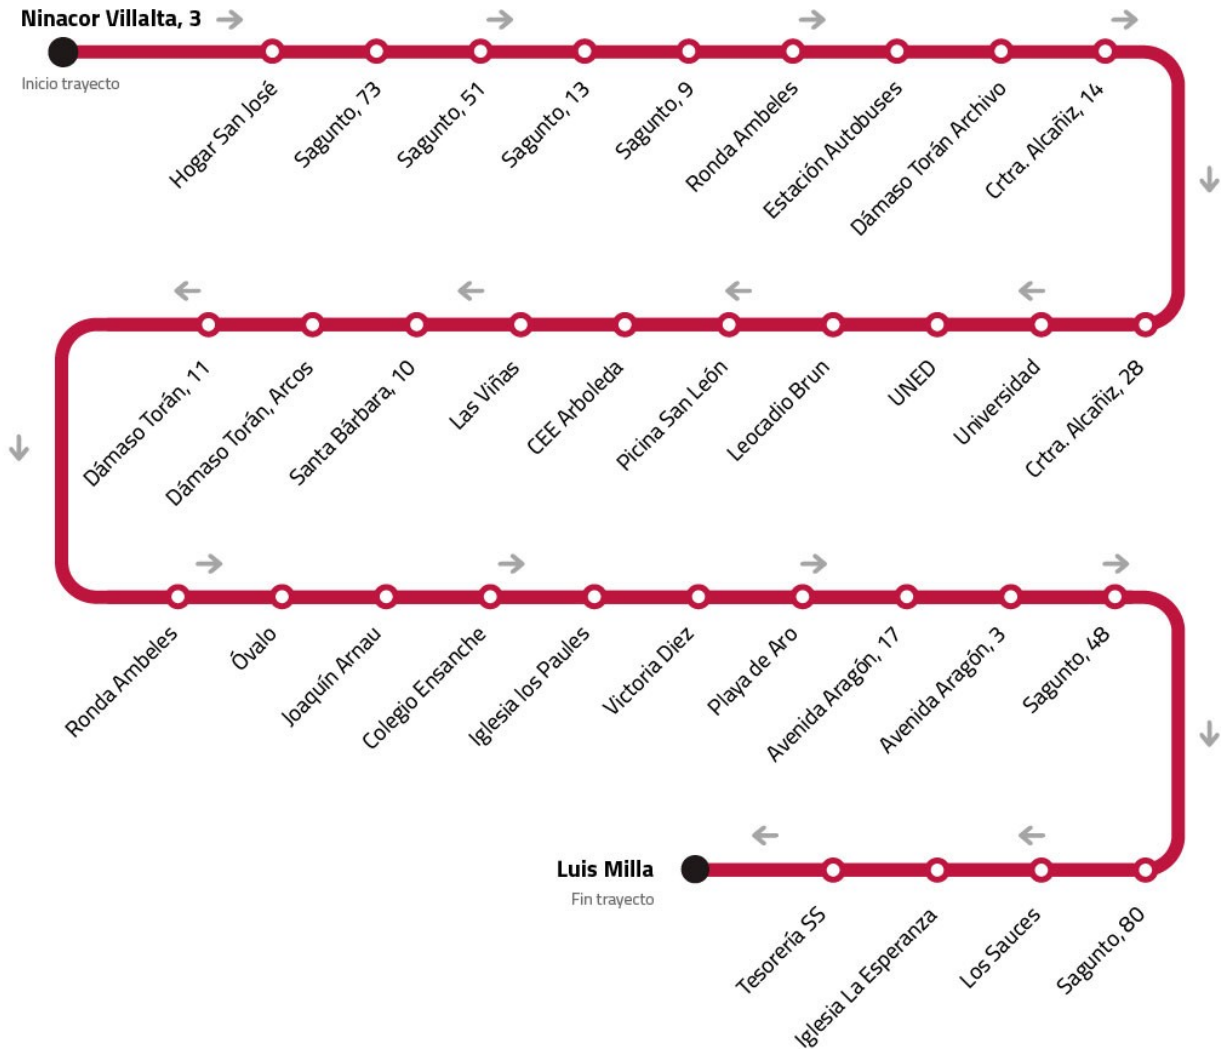 Ninacor Villalta, 3
Inicio trayecto
Hogar San José
Sagunto, 73
Sagunto, 51
Sagunto, 13
Sagunto, 9
Ronda Ambeles
Estación Autobuses
Dámaso Torán Archivo
Crtra. Alcañiz, 14
Dámaso Torán, 11
Dámaso Torán, Arcos
Santa Bárbara, 10
Las Viñas
CEE Arboleda
Picina San León
Leocadio Brun
UNED
Universidad
Crtra. Alcañiz, 28
Ronda Ambeles
Óvalo
Joaquín Arnau
Colegio Ensanche
Iglesia los Paules
Victoria Diez
Playa de Aro
Avenida Aragón, 17
Avenida Aragón, 3
Sagunto, 48
Luis Milla
Fin trayecto
Tesorería SS
Iglesia La Esperanza
Los Sauces
Sagunto, 80